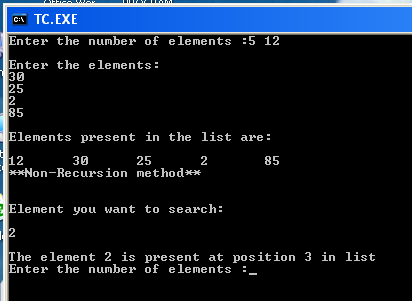 TC.EXE
Enter the number of elements :5 12
Enter the elements:
30
25
2
85
Elements present in the list are:
12 30 25 2 85
**Non-Recursion method**
Element you want to search:
2
The element 2 is present at position 3 in list
Enter the number of elements :_